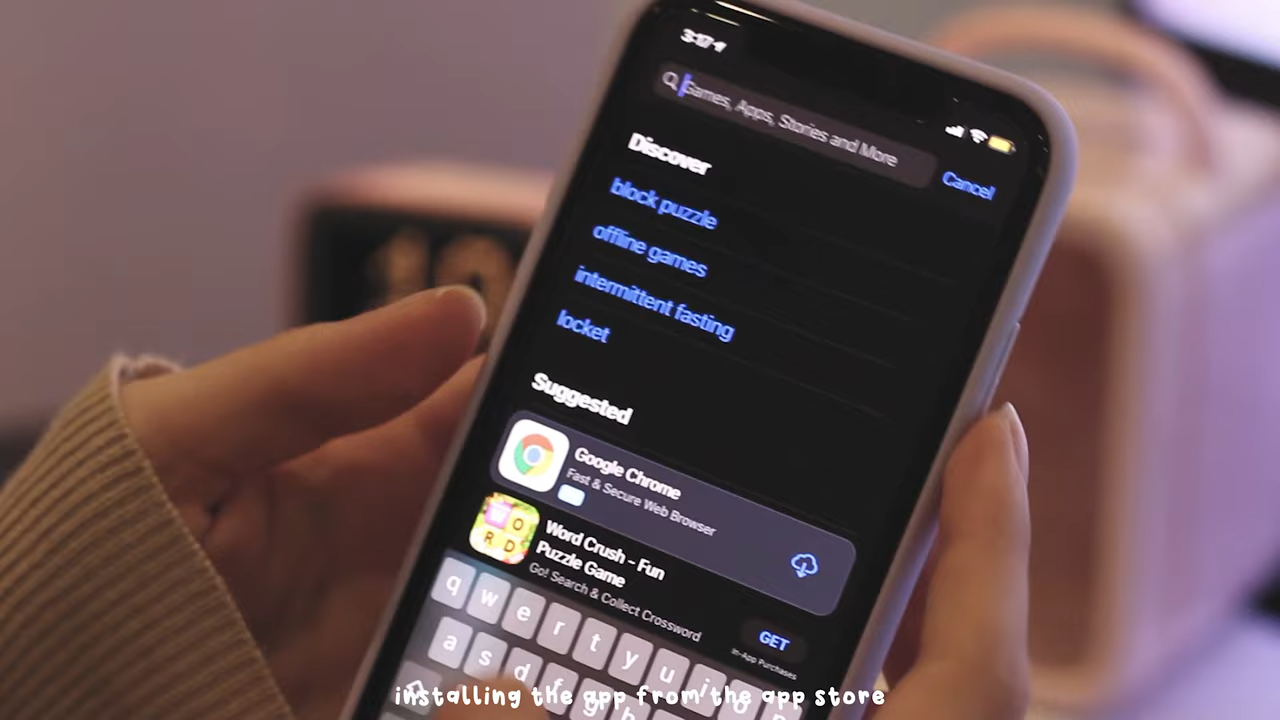 3:17
Games, Apps, Stories and More
Cancel
Discover
block puzzle
offline games
intermittent fasting
locket
Suggested
Google Chrome
Fast & Secure Web Browser
W O
R D
Word Crush - Fun
Puzzle Game
Go! Search & Collect Crossword
GET
In-App Purchases
q w e r t y u i o p
a s d f g h
installing the app from the app store